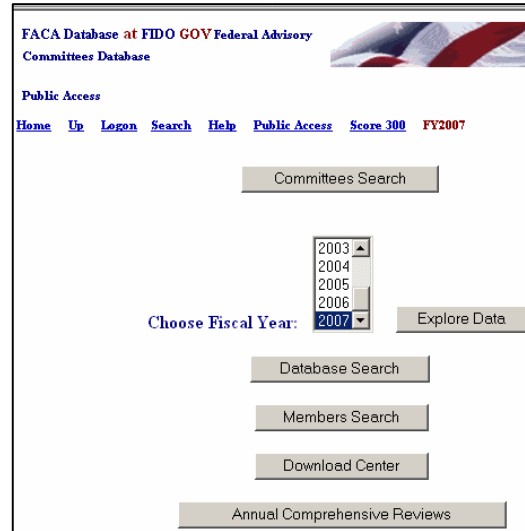 FACA Database at FIDO GOV Federal Advisory
Committees Database
Public Access
Home Up Logon Search Help Public Access Score 300 FY2007
Committees Search
2003
2004
2005
2006
Choose Fiscal Year: 2007 Explore Data
Database Search
Members Search
Download Center
Annual Comprehensive Reviews